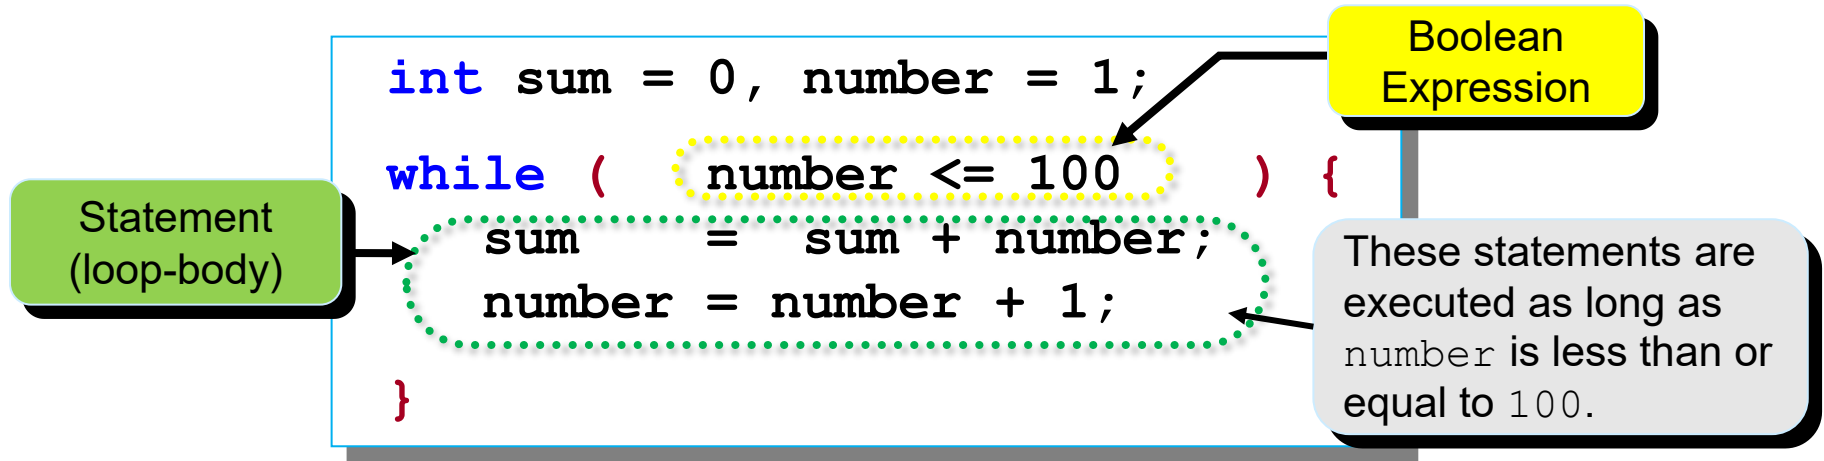 Boolean
Expression
int sum = 0, number = 1;
while ( number <= 100 ) {
Statement
(loop-body)
sum = sum + number;
number = number + 1;
}
These statements are
executed as long as
number is less than or
equal to 100.